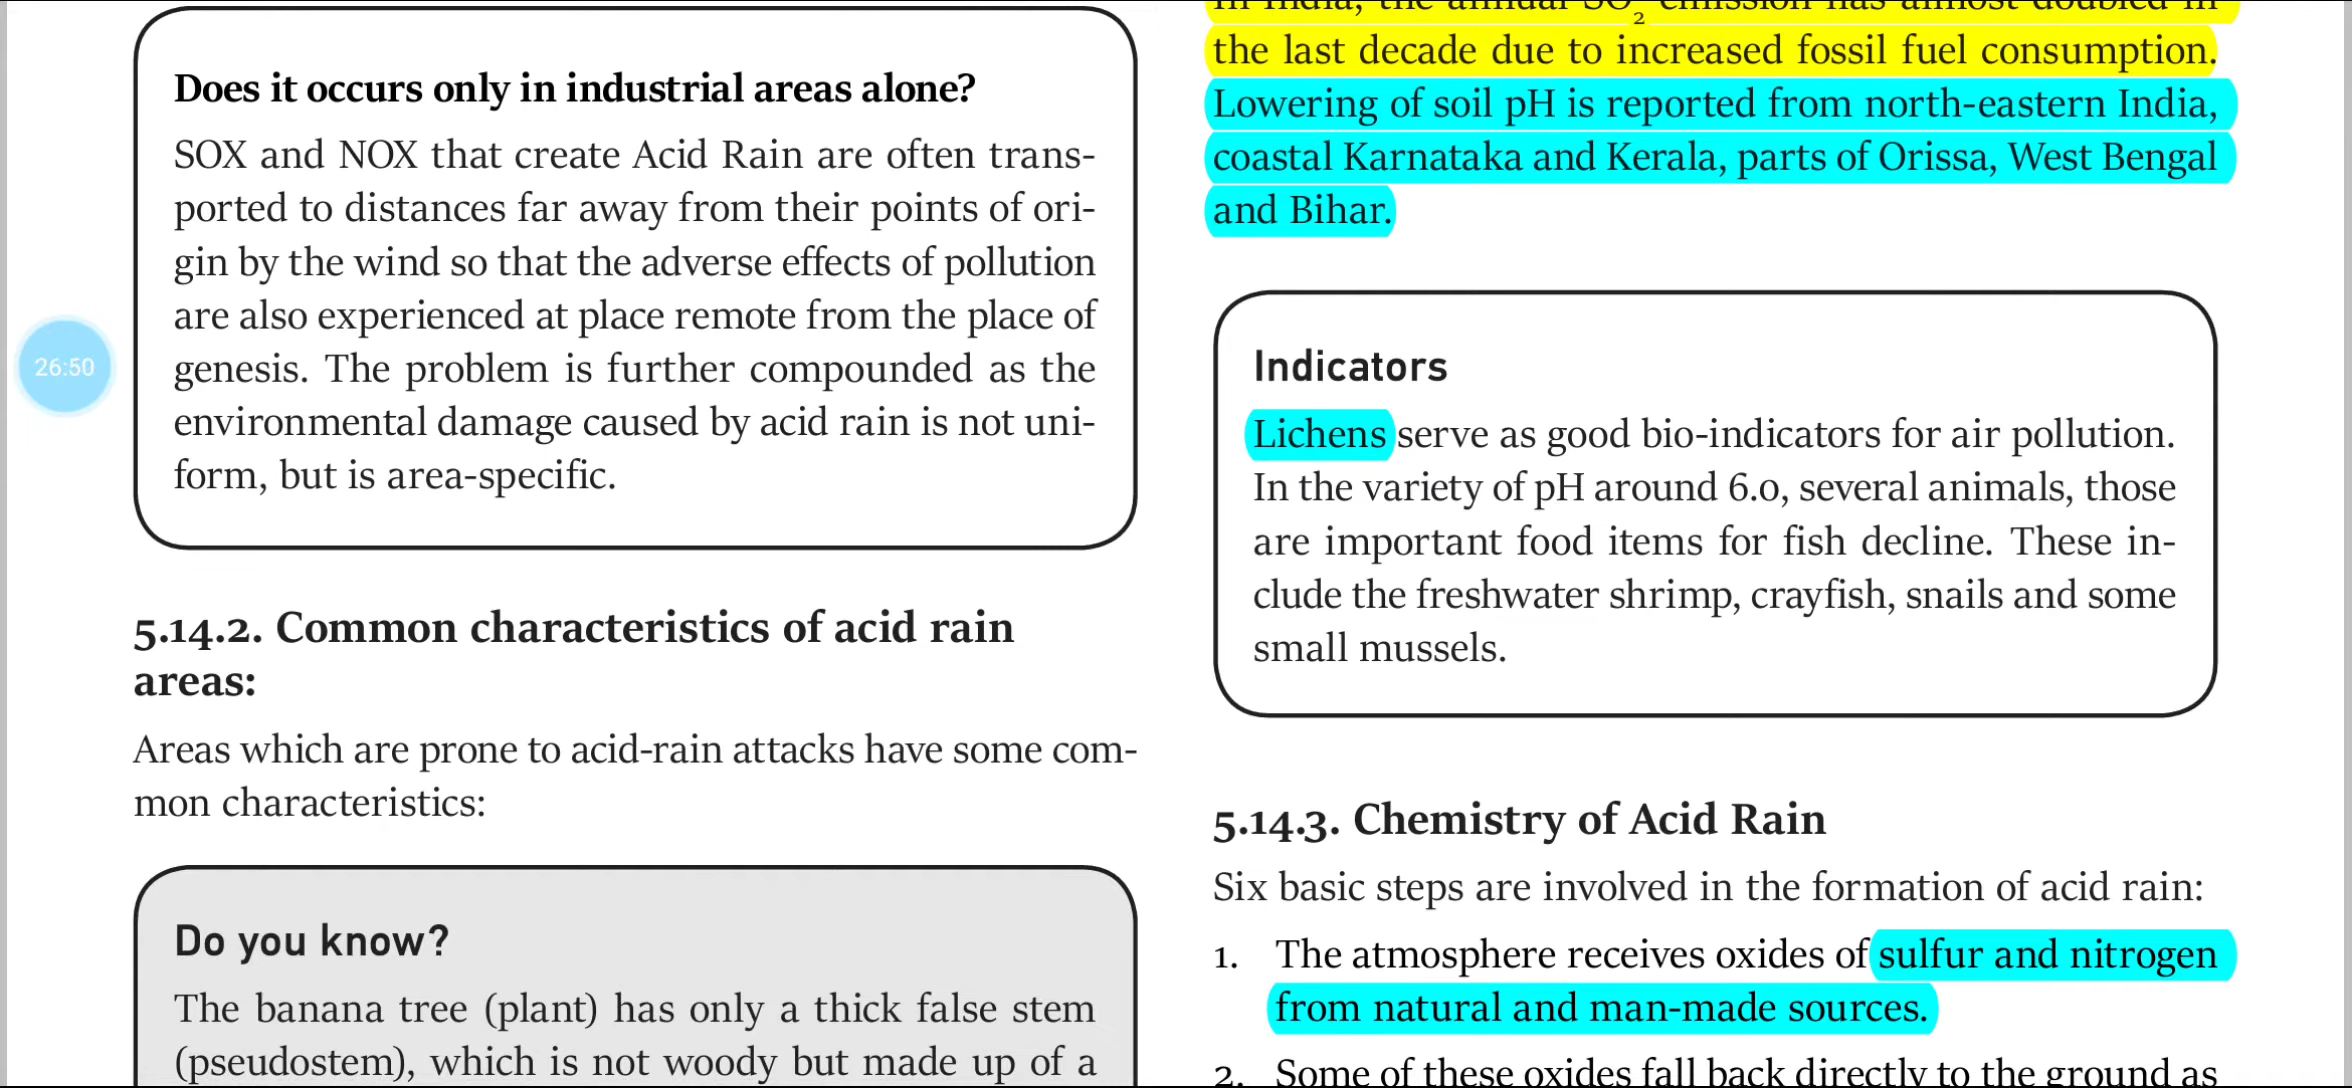 Does it occurs only in industrial areas alone?
SOX and NOX that create Acid Rain are often trans-
ported to distances far away from their points of ori-
gin by the wind so that the adverse effects of pollution
are also experienced at place remote from the place of
genesis. The problem is further compounded as the
environmental damage caused by acid rain is not uni-
form, but is area-specific.
26:50
5.14.2. Common characteristics of acid rain
areas:
Areas which are prone to acid-rain attacks have some com-
mon characteristics:
Do you know?
The banana tree (plant) has only a thick false stem
(pseudostem), which is not woody but made up of a
In India, the annual SO₂ emission has almost doubled in
the last decade due to increased fossil fuel consumption.
Lowering of soil pH is reported from north-eastern India,
coastal Karnataka and Kerala, parts of Orissa, West Bengal
and Bihar.
Indicators
Lichens serve as good bio-indicators for air pollution.
In the variety of pH around 6.0, several animals, those
are important food items for fish decline. These in-
clude the freshwater shrimp, crayfish, snails and some
small mussels.
5.14.3. Chemistry of Acid Rain
Six basic steps are involved in the formation of acid rain:
1. The atmosphere receives oxides of sulfur and nitrogen
from natural and man-made sources.
2. Some of these oxides fall back directly to the ground as